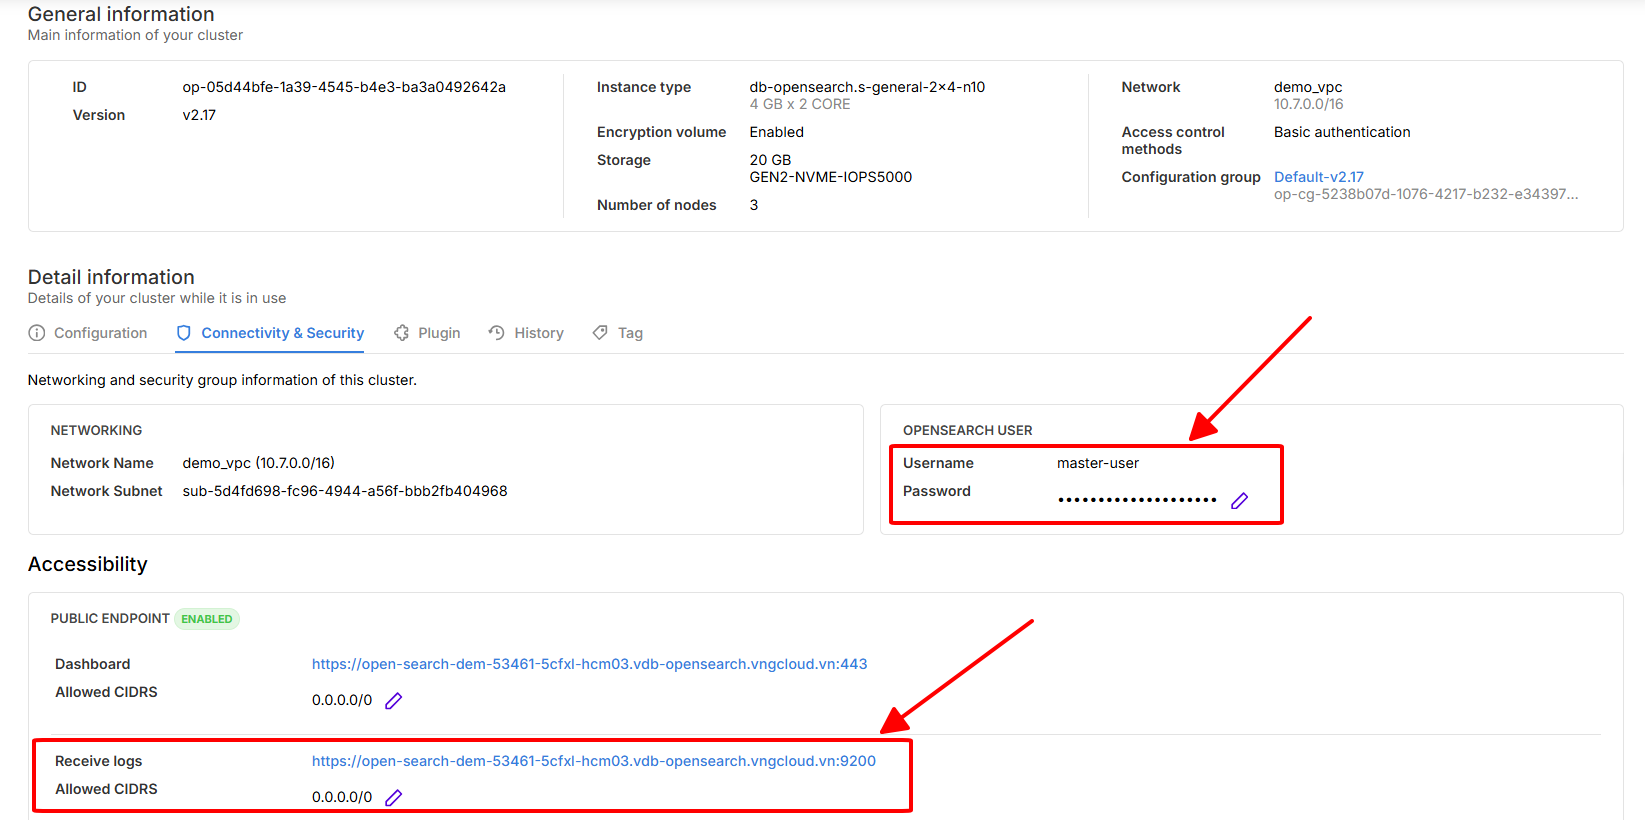 General information
Main information of your cluster
ID op-05d44bfe-1a39-4545-b4e3-ba3a0492642a
Version v2.17
Instance type db-opensearch.s-general-2x4-n10
4 GB x 2 CORE
Encryption volume Enabled
Storage 20 GB
GEN2-NVME-IOPS5000
Number of nodes 3
Network demo_vpc
10.7.0.0/16
Access control methods Basic authentication
Configuration group Default-v2.17
op-cg-5238b07d-1076-4217-b232-e34397...
Detail information
Details of your cluster while it is in use
Configuration Connectivity & Security Plugin History Tag
Networking and security group information of this cluster.
NETWORKING
Network Name demo_vpc (10.7.0.0/16)
Network Subnet sub-5d4fd698-fc96-4944-a56f-bbb2fb404968
OPENSEARCH USER
Username master-user
Password ••••••••••••••••••••
Accessibility
PUBLIC ENDPOINT ENABLED
Dashboard https://open-search-dem-53461-5cfxl-hcm03.vdb-opensearch.vngcloud.vn:443
Allowed CIDRS 0.0.0.0/0
Receive logs https://open-search-dem-53461-5cfxl-hcm03.vdb-opensearch.vngcloud.vn:9200
Allowed CIDRS 0.0.0.0/0